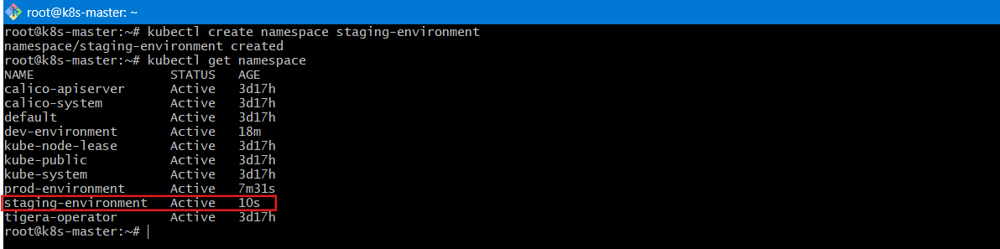 root@k8s-master: ~
root@k8s-master:~# kubectl create namespace staging-environment
namespace/staging-environment created
root@k8s-master:~# kubectl get namespace
NAME STATUS AGE
calico-apiserver Active 3d17h
calico-system Active 3d17h
default Active 3d17h
dev-environment Active 18m
kube-node-lease Active 3d17h
kube-public Active 3d17h
kube-system Active 3d17h
prod-environment Active 7m31s
staging-environment Active 10s
tigera-operator Active 3d17h
root@k8s-master:~#